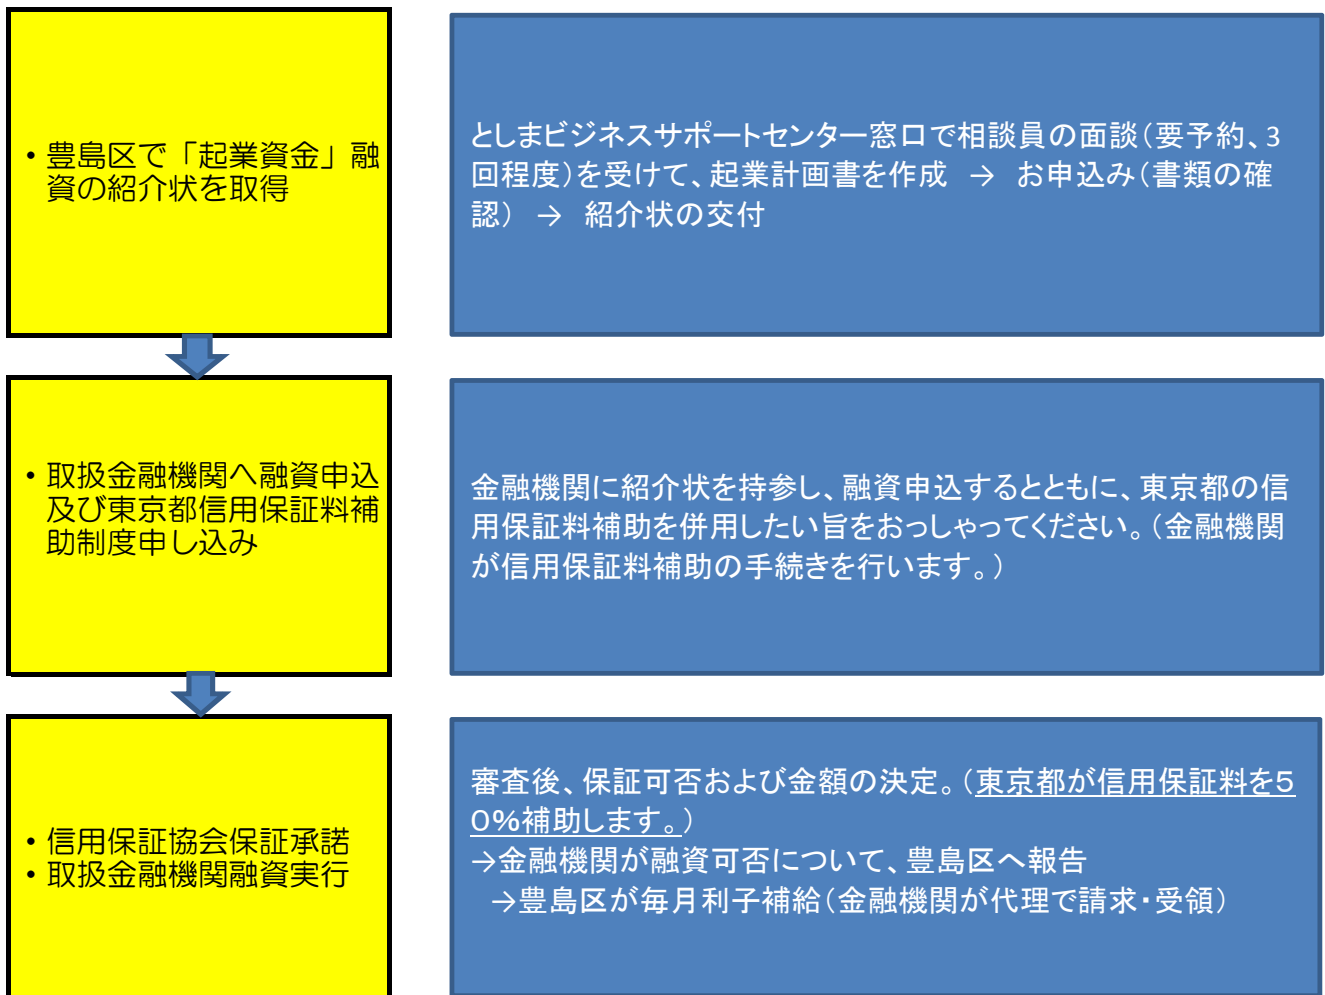 ・豊島区で「起業資金」融
資の紹介状を取得
としまビジネスサポートセンター窓口で相談員の面談（要予約、3
回程度）を受けて、起業計画書を作成 → お申込み（書類の確
認） → 紹介状の交付
・取扱金融機関へ融資申込
及び東京都信用保証料補
助制度申し込み
金融機関に紹介状を持参し、融資申込するとともに、東京都の信
用保証料補助を併用したい旨をおっしゃってください。（金融機関
が信用保証料補助の手続きを行います。）
・信用保証協会保証承諾
・取扱金融機関融資実行
審査後、保証可否および金額の決定。（東京都が信用保証料を５
０％補助します。）
→金融機関が融資可否について、豊島区へ報告
→豊島区が毎月利子補給（金融機関が代理で請求・受領）